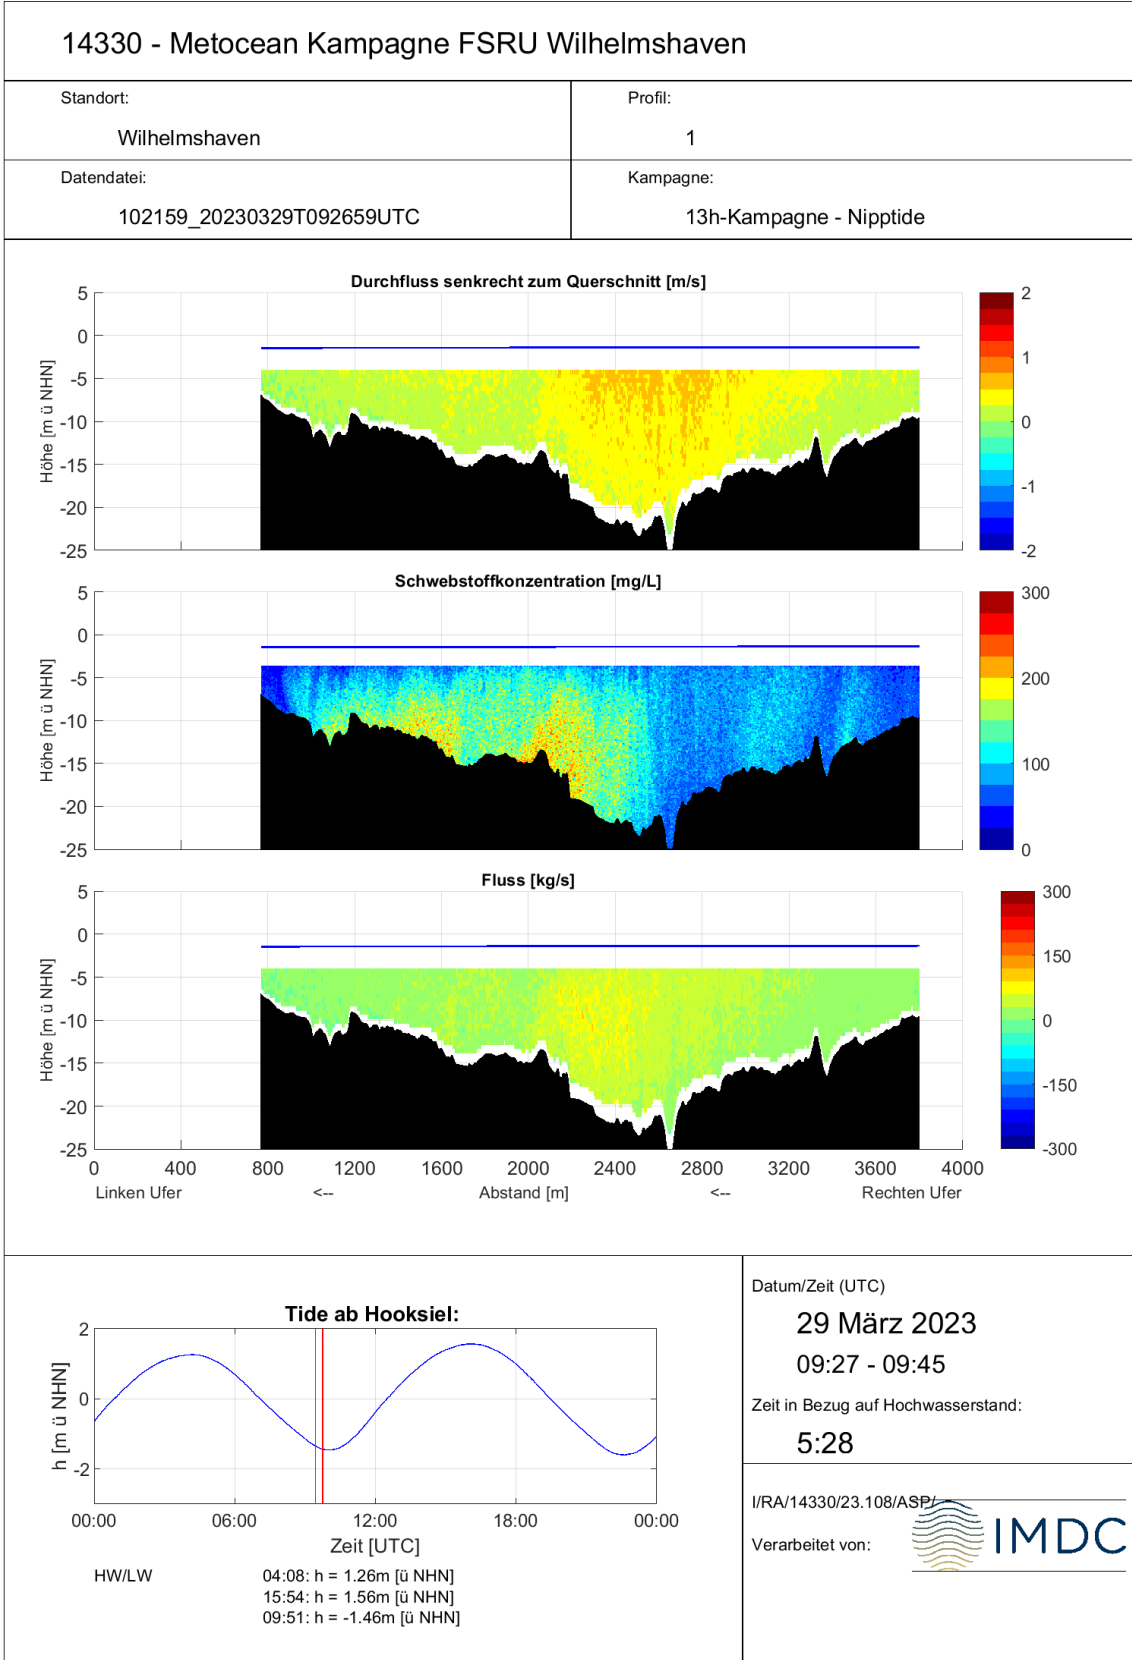 14330 - Metocean Kampagne FSRU Wilhelmshaven
Standort:
Wilhelmshaven
Profil:
1
Datendatei:
102159_20230329T092659UTC
Kampagne:
13h-Kampagne - Nipptide
Durchfluss senkrecht zum Querschnitt [m/s]
Höhe [m ü NHN]
5
0
-5
-10
-15
-20
-25
2
1
0
-1
-2
Schwebstoffkonzentration [mg/L]
Höhe [m ü NHN]
5
0
-5
-10
-15
-20
-25
300
200
100
0
Fluss [kg/s]
Höhe [m ü NHN]
5
0
-5
-10
-15
-20
-25
300
150
0
-150
-300
0 400 800 1200 1600 2000 2400 2800 3200 3600 4000
Linken Ufer <-- Abstand [m] <-- Rechten Ufer
Tide ab Hooksiel:
h [m ü NHN]
2
0
-2
00:00 06:00 12:00 18:00 00:00
Zeit [UTC]
HW/LW
04:08: h = 1.26m [ü NHN]
15:54: h = 1.56m [ü NHN]
09:51: h = -1.46m [ü NHN]
Datum/Zeit (UTC)
29 März 2023
09:27 - 09:45
Zeit in Bezug auf Hochwasserstand:
5:28
I/RA/14330/23.108/ASP/
Verarbeitet von:
IMDC